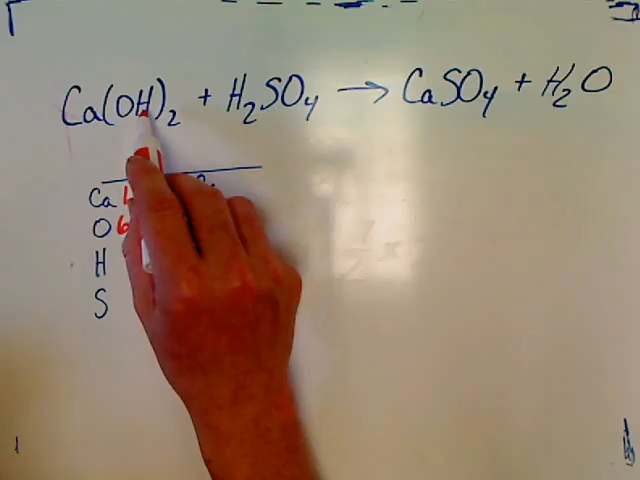 Ca(OH)₂ + H₂SO₄ → CaSO₄ + H₂O
Ca 1
O 6
H
S